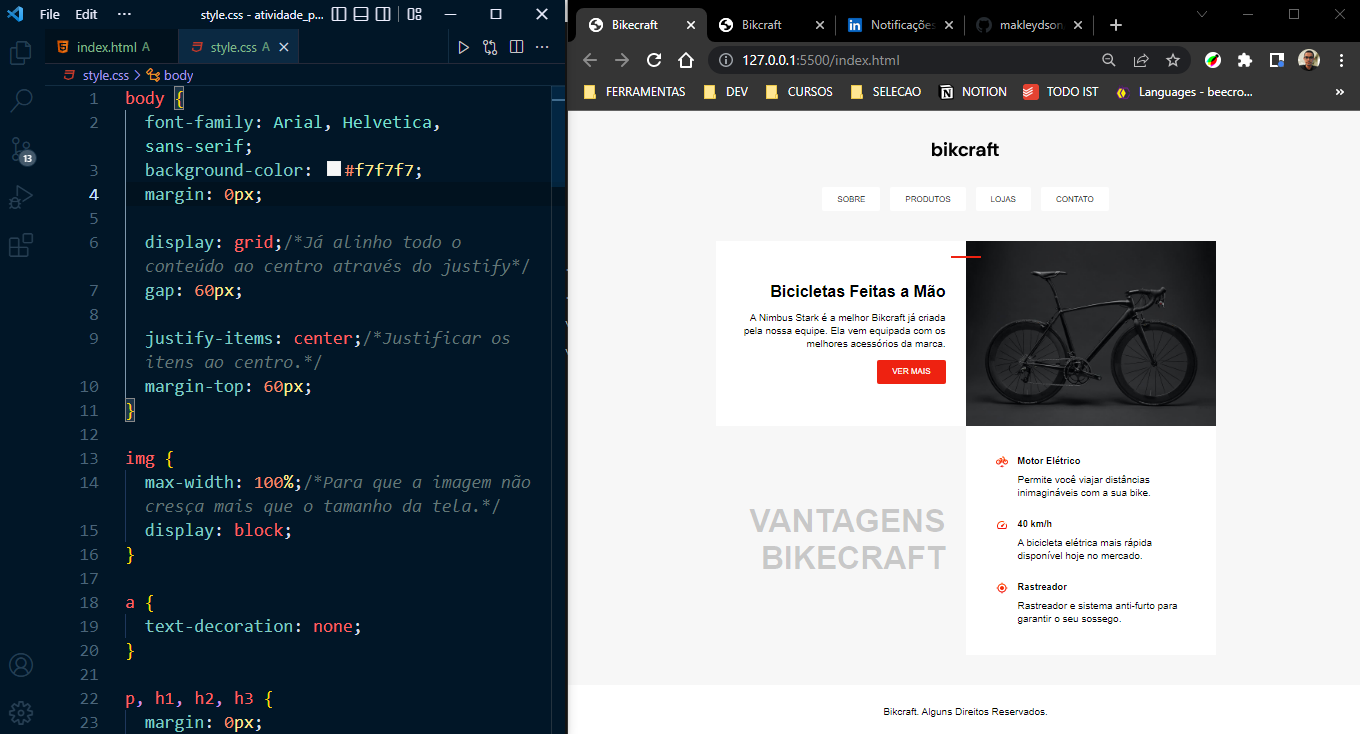 File Edit ··· style.css - atividade_p...
index.html A style.css A
style.css > body
1 body {
2 font-family: Arial, Helvetica,
sans-serif;
3 background-color: #f7f7f7;
4 margin: 0px;
5
6 display: grid;/*Já alinho todo o
conteúdo ao centro através do justify*/
7 gap: 60px;
8
9 justify-items: center;/*Justificar os
itens ao centro.*/
10 margin-top: 60px;
11 }
12
13 img {
14 max-width: 100%;/*Para que a imagem não
cresça mais que o tamanho da tela.*/
15 display: block;
16 }
17
18 a {
19 text-decoration: none;
20 }
21
22 p, h1, h2, h3 {
23 margin: 0px;
13
Bikecraft Bikcraft Notificações makleydson
127.0.0.1:5500/index.html
FERRAMENTAS DEV CURSOS SELECAO NOTION TODO IST Languages - beecro... »
bikcraft
SOBRE PRODUTOS LOJAS CONTATO
Bicicletas Feitas a Mão
A Nimbus Stark é a melhor Bikcraft já criada
pela nossa equipe. Ela vem equipada com os
melhores acessórios da marca.
VER MAIS
VANTAGENS
BIKECRAFT
Motor Elétrico
Permite você viajar distâncias
inimagináveis com a sua bike.
40 km/h
A bicicleta elétrica mais rápida
disponível hoje no mercado.
Rastreador
Rastreador e sistema anti-furto para
garantir o seu sossego.
Bikcraft. Alguns Direitos Reservados.